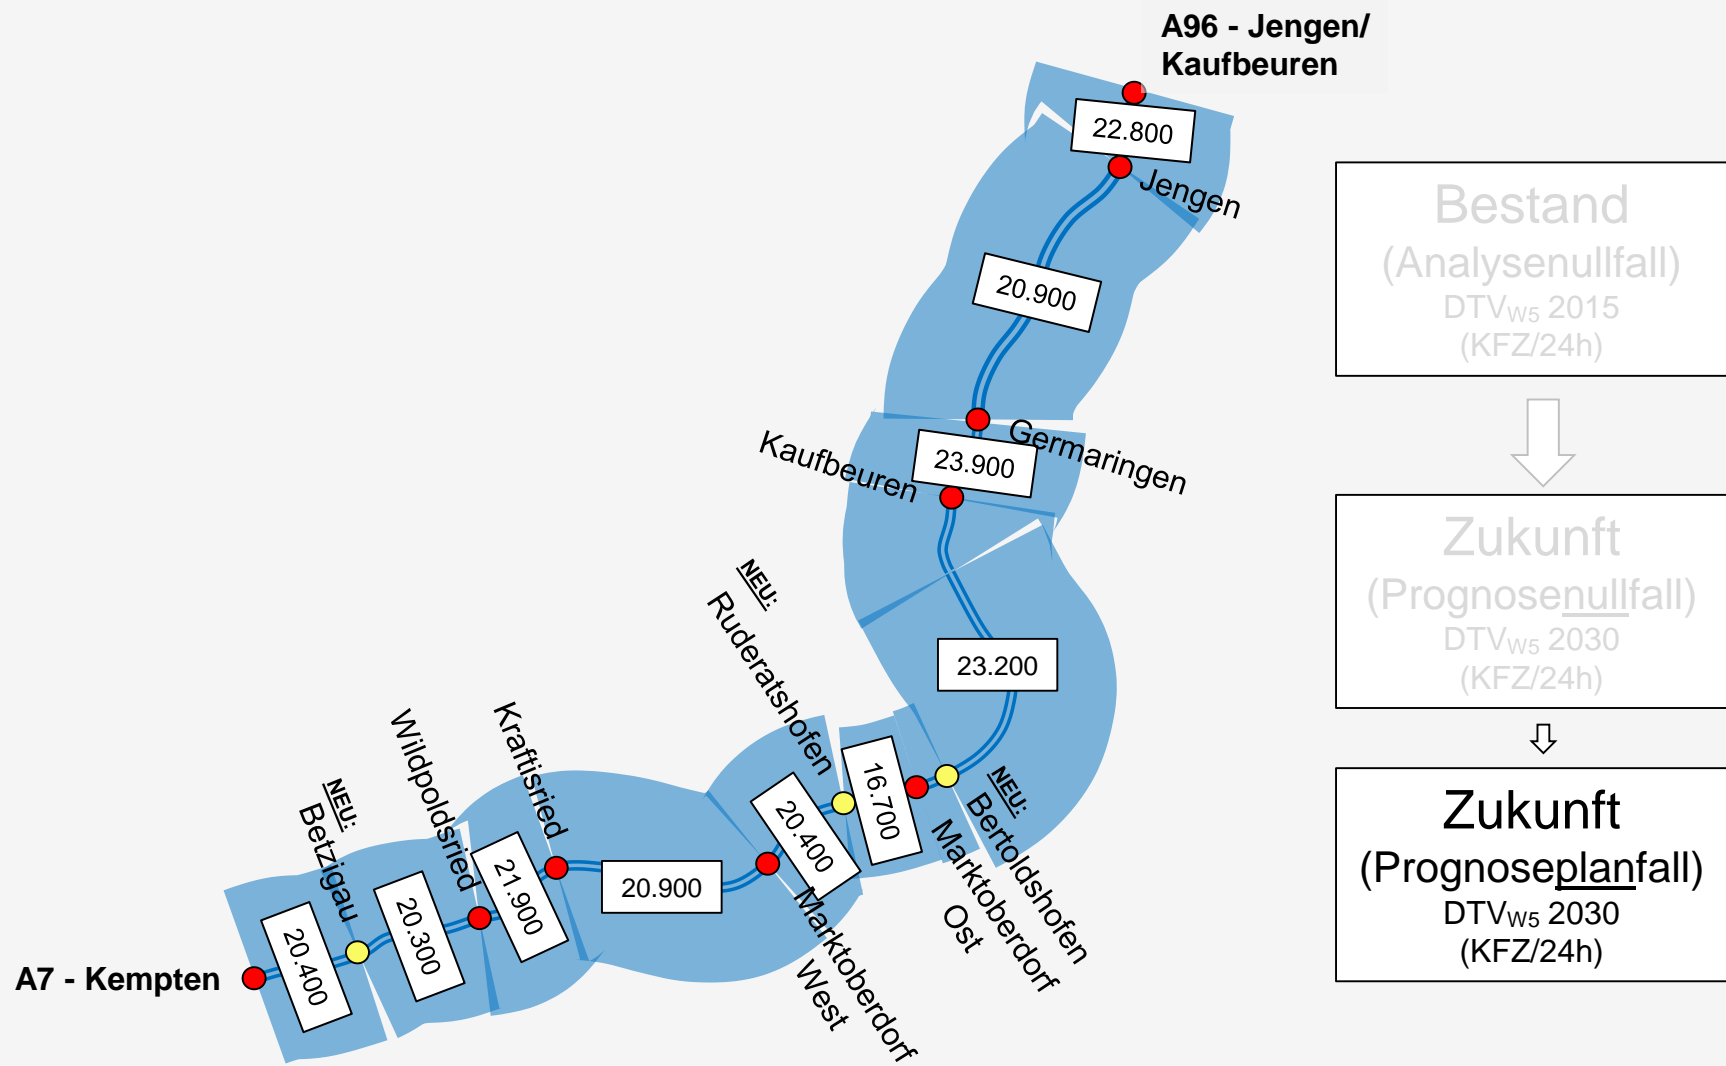 A96 - Jengen/
Kaufbeuren
22.800
Jengen
20.900
Germaringen
23.900
Kaufbeuren
23.200
NEU:
Bertoldshofen
Marktoberdorf
Ost
16.700
NEU:
Ruderatshofen
20.400
Marktoberdorf
West
20.900
Kraftisried
21.900
Wildpoldsried
20.300
NEU:
Betzigau
20.400
A7 - Kempten
Bestand
(Analysenullfall)
DTVW5 2015
(KFZ/24h)
Zukunft
(Prognosenullfall)
DTVW5 2030
(KFZ/24h)
Zukunft
(Prognoseplanfall)
DTVW5 2030
(KFZ/24h)